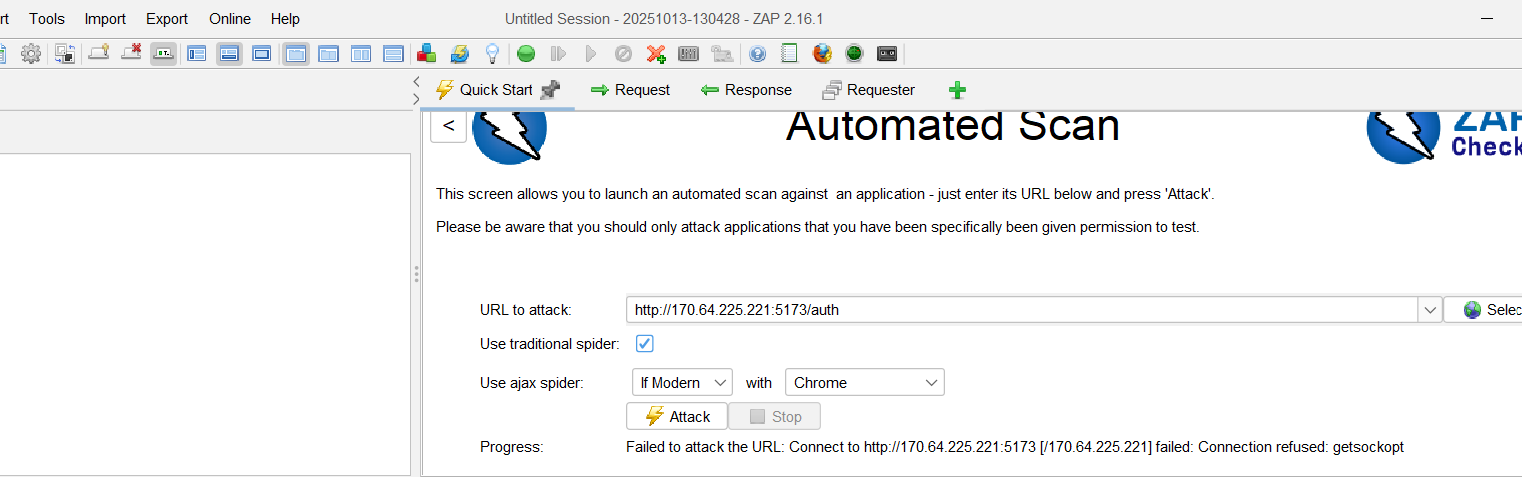 rt Tools Import Export Online Help Untitled Session - 20251013-130428 - ZAP 2.16.1
Quick Start Request Response Requester
< Automated Scan ZAP
Check
This screen allows you to launch an automated scan against an application - just enter its URL below and press 'Attack'.
Please be aware that you should only attack applications that you have been specifically been given permission to test.
URL to attack: http://170.64.225.221:5173/auth Selec
Use traditional spider:
Use ajax spider: If Modern with Chrome
Attack Stop
Progress: Failed to attack the URL: Connect to http://170.64.225.221:5173 [/170.64.225.221] failed: Connection refused: getsockopt